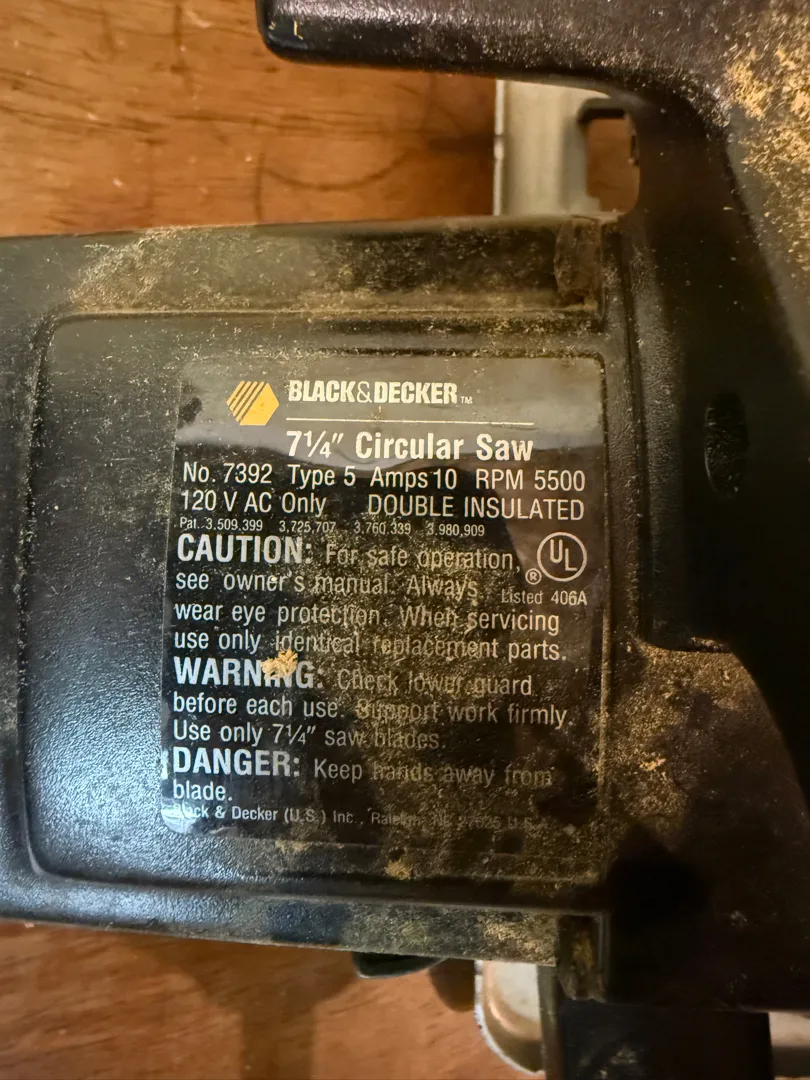 BLACK&DECKER™
7¼" Circular Saw
No. 7392 Type 5 Amps10 RPM 5500
120 V AC Only DOUBLE INSULATED
Pat. 3,509,399 3,725,707 3,760,339 3,980,909
CAUTION: For safe operation,
see owner's manual. Always
wear eye protection. When servicing
use only identical replacement parts.
UL
®
Listed 406A
WARNING: Check lower guard
before each use. Support work firmly.
Use only 7¼" saw blades.
DANGER: Keep hands away from
blade.
Black & Decker (U.S.) Inc., Raleigh, NC 27625 U.S.A.